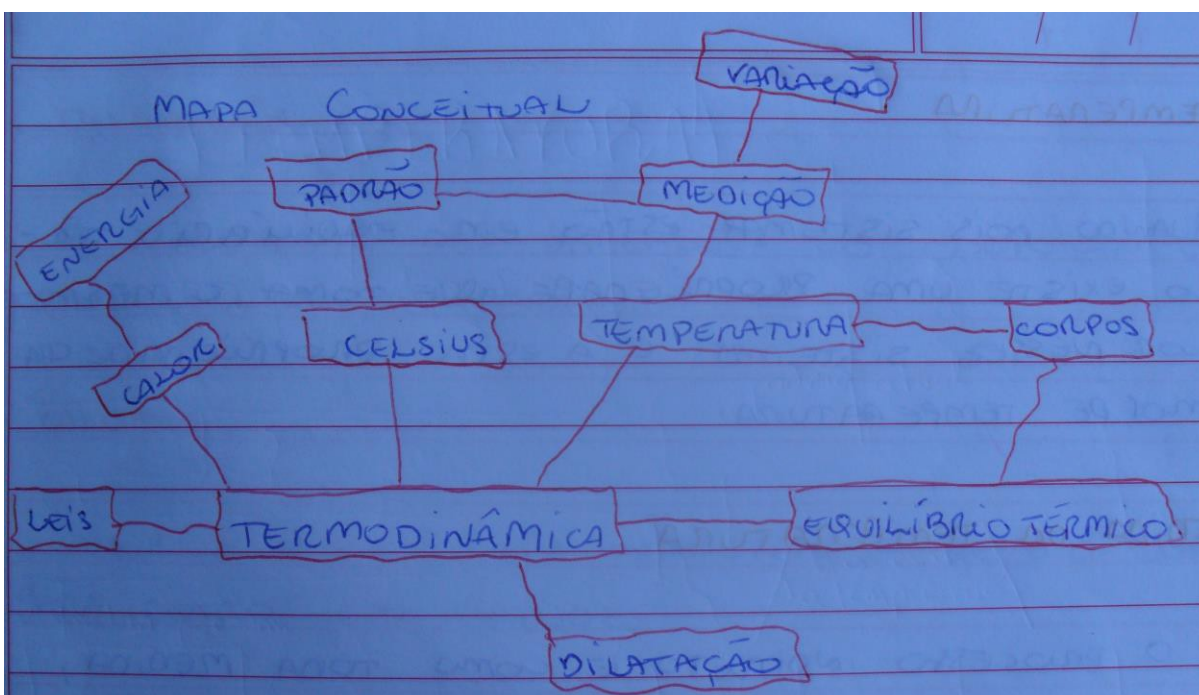 VARIAÇÃO
MAPA CONCEITUAL
PADRÃO
MEDIÇÃO
ENERGIA
CELSIUS
TEMPERATURA
CORPOS
CALOR
LEIS
TERMODINÂMICA
EQUILÍBRIO TÉRMICO
DILATAÇÃO